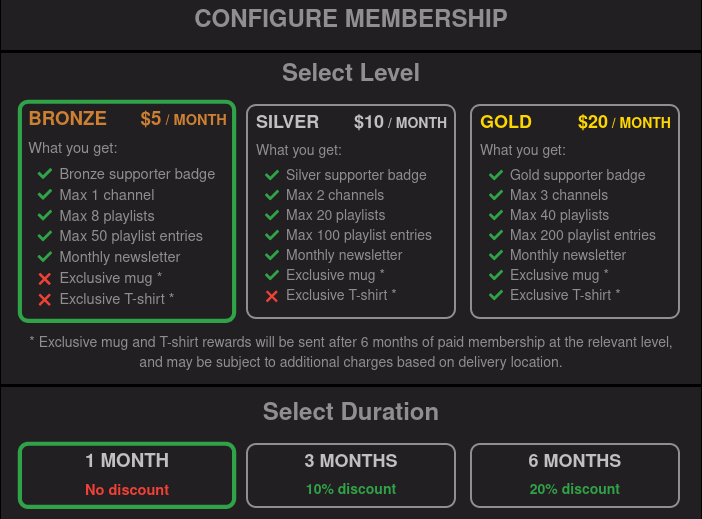 CONFIGURE MEMBERSHIP
Select Level
BRONZE $5 / MONTH
What you get:
Bronze supporter badge
Max 1 channel
Max 8 playlists
Max 50 playlist entries
Monthly newsletter
Exclusive mug *
Exclusive T-shirt *
SILVER $10 / MONTH
What you get:
Silver supporter badge
Max 2 channels
Max 20 playlists
Max 100 playlist entries
Monthly newsletter
Exclusive mug *
Exclusive T-shirt *
GOLD $20 / MONTH
What you get:
Gold supporter badge
Max 3 channels
Max 40 playlists
Max 200 playlist entries
Monthly newsletter
Exclusive mug *
Exclusive T-shirt *
* Exclusive mug and T-shirt rewards will be sent after 6 months of paid membership at the relevant level,
and may be subject to additional charges based on delivery location.
Select Duration
1 MONTH
No discount
3 MONTHS
10% discount
6 MONTHS
20% discount